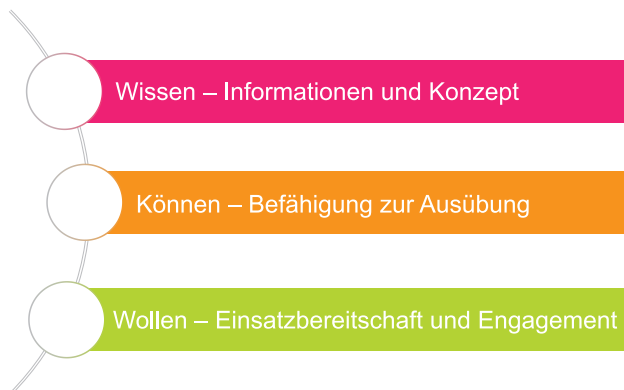 Wissen – Informationen und Konzept
Können – Befähigung zur Ausübung
Wollen – Einsatzbereitschaft und Engagement